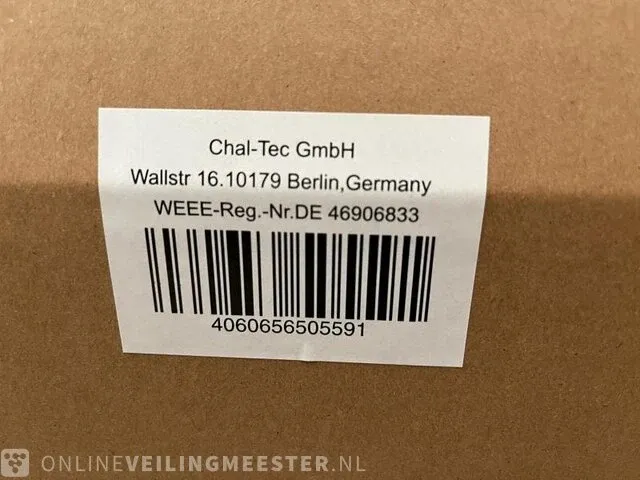 Chal-Tec GmbH
Wallstr 16.10179 Berlin,Germany
WEEE-Reg.-Nr.DE 46906833
4060656505591
ONLINEVEILINGMEESTER.NL